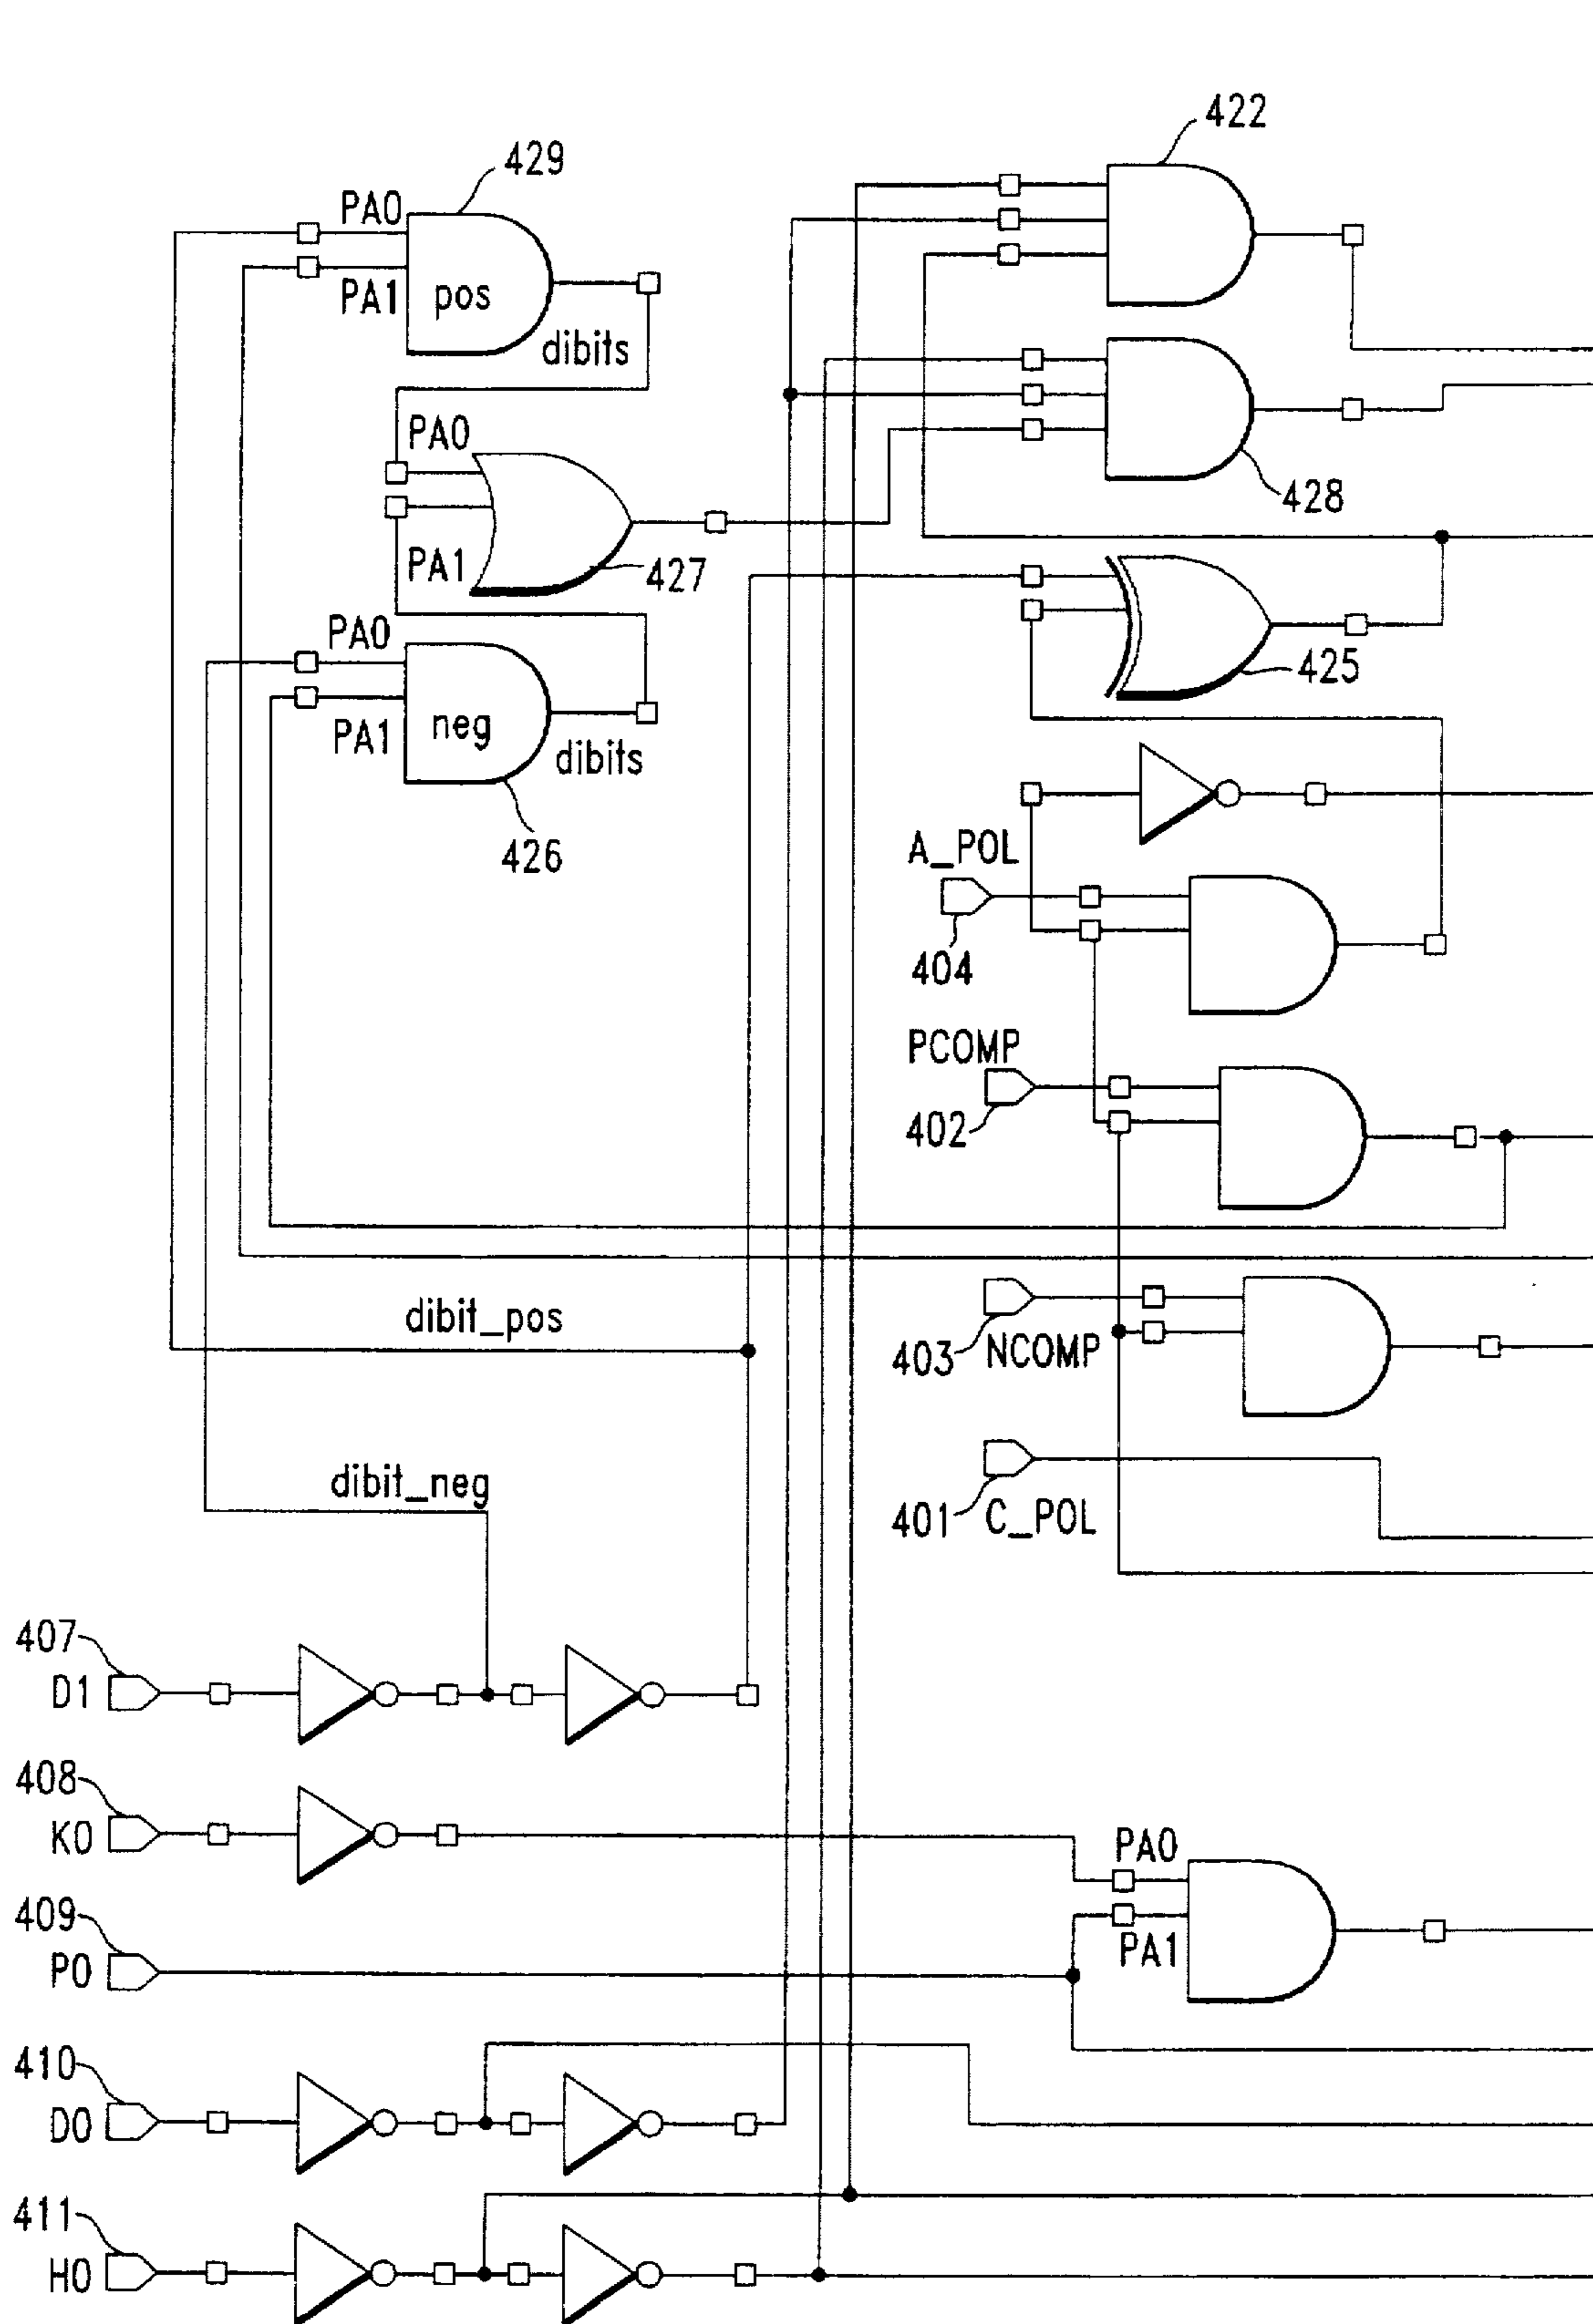 422
429
PA0
PA1
pos
dibits
PA0
PA1
427
428
PA0
PA1
neg
dibits
425
426
A_POL
404
PCOMP
402
dibit_pos
403
NCOMP
dibit_neg
401
C_POL
407
D1
408
K0
PA0
409
P0
PA1
410
D0
411
H0